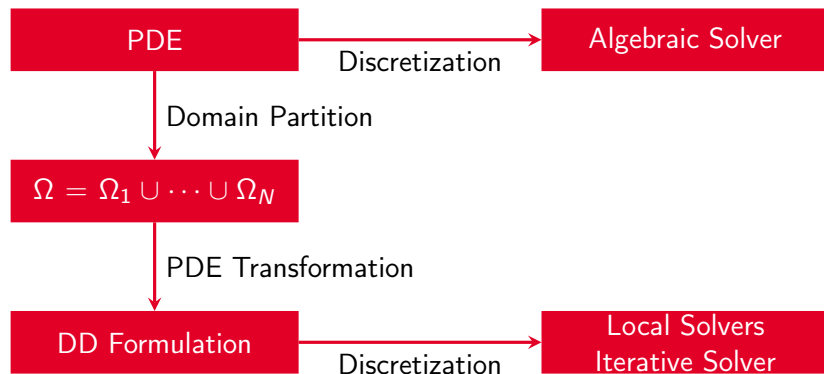 PDE
Algebraic Solver
Discretization
Domain Partition
Ω = Ω₁ ∪ ⋯ ∪ Ω_N
PDE Transformation
DD Formulation
Local Solvers
Iterative Solver
Discretization